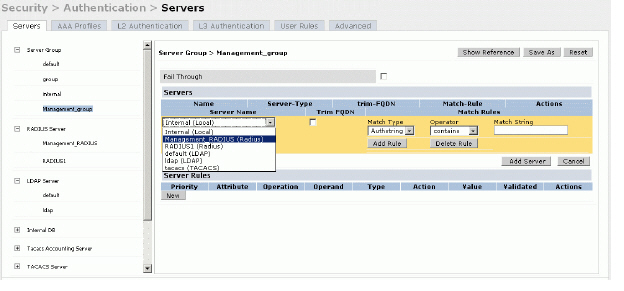 Security > Authentication > Servers
Servers AAA Profiles L2 Authentication L3 Authentication User Rules Advanced
Server Group
default
group
internal
Management_group
RADIUS Server
Management_RADIUS
RADIUS1
LDAP Server
default
ldap
Internal DB
Tacacs Accounting Server
TACACS Server
Server Group > Management_group Show Reference Save As Reset
Fail Through
Servers
Name Server-Type trim-FQDN Match-Rule Actions
Server Name Trim FQDN Match Rules
Internal (Local) Match Type Operator Match String
Internal (Local) Authstring contains
Management_RADIUS (Radius)
RADIUS1 (Radius) Add Rule Delete Rule
default (LDAP)
ldap (LDAP)
tacacs (TACACS) Add Server Cancel
Server Rules
Priority Attribute Operation Operand Type Action Value Validated Actions
New